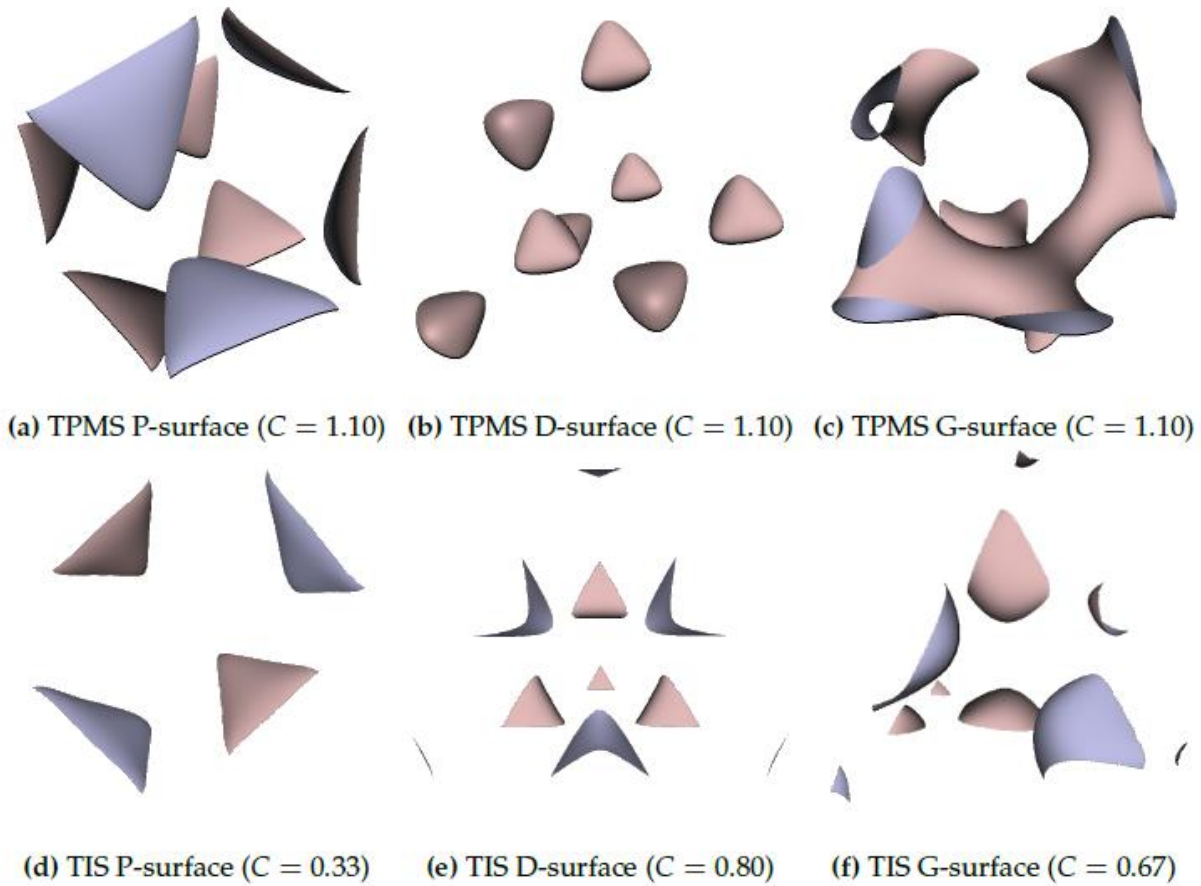 (a) TPMS P-surface (C = 1.10) (b) TPMS D-surface (C = 1.10) (c) TPMS G-surface (C = 1.10)
(d) TIS P-surface (C = 0.33) (e) TIS D-surface (C = 0.80) (f) TIS G-surface (C = 0.67)